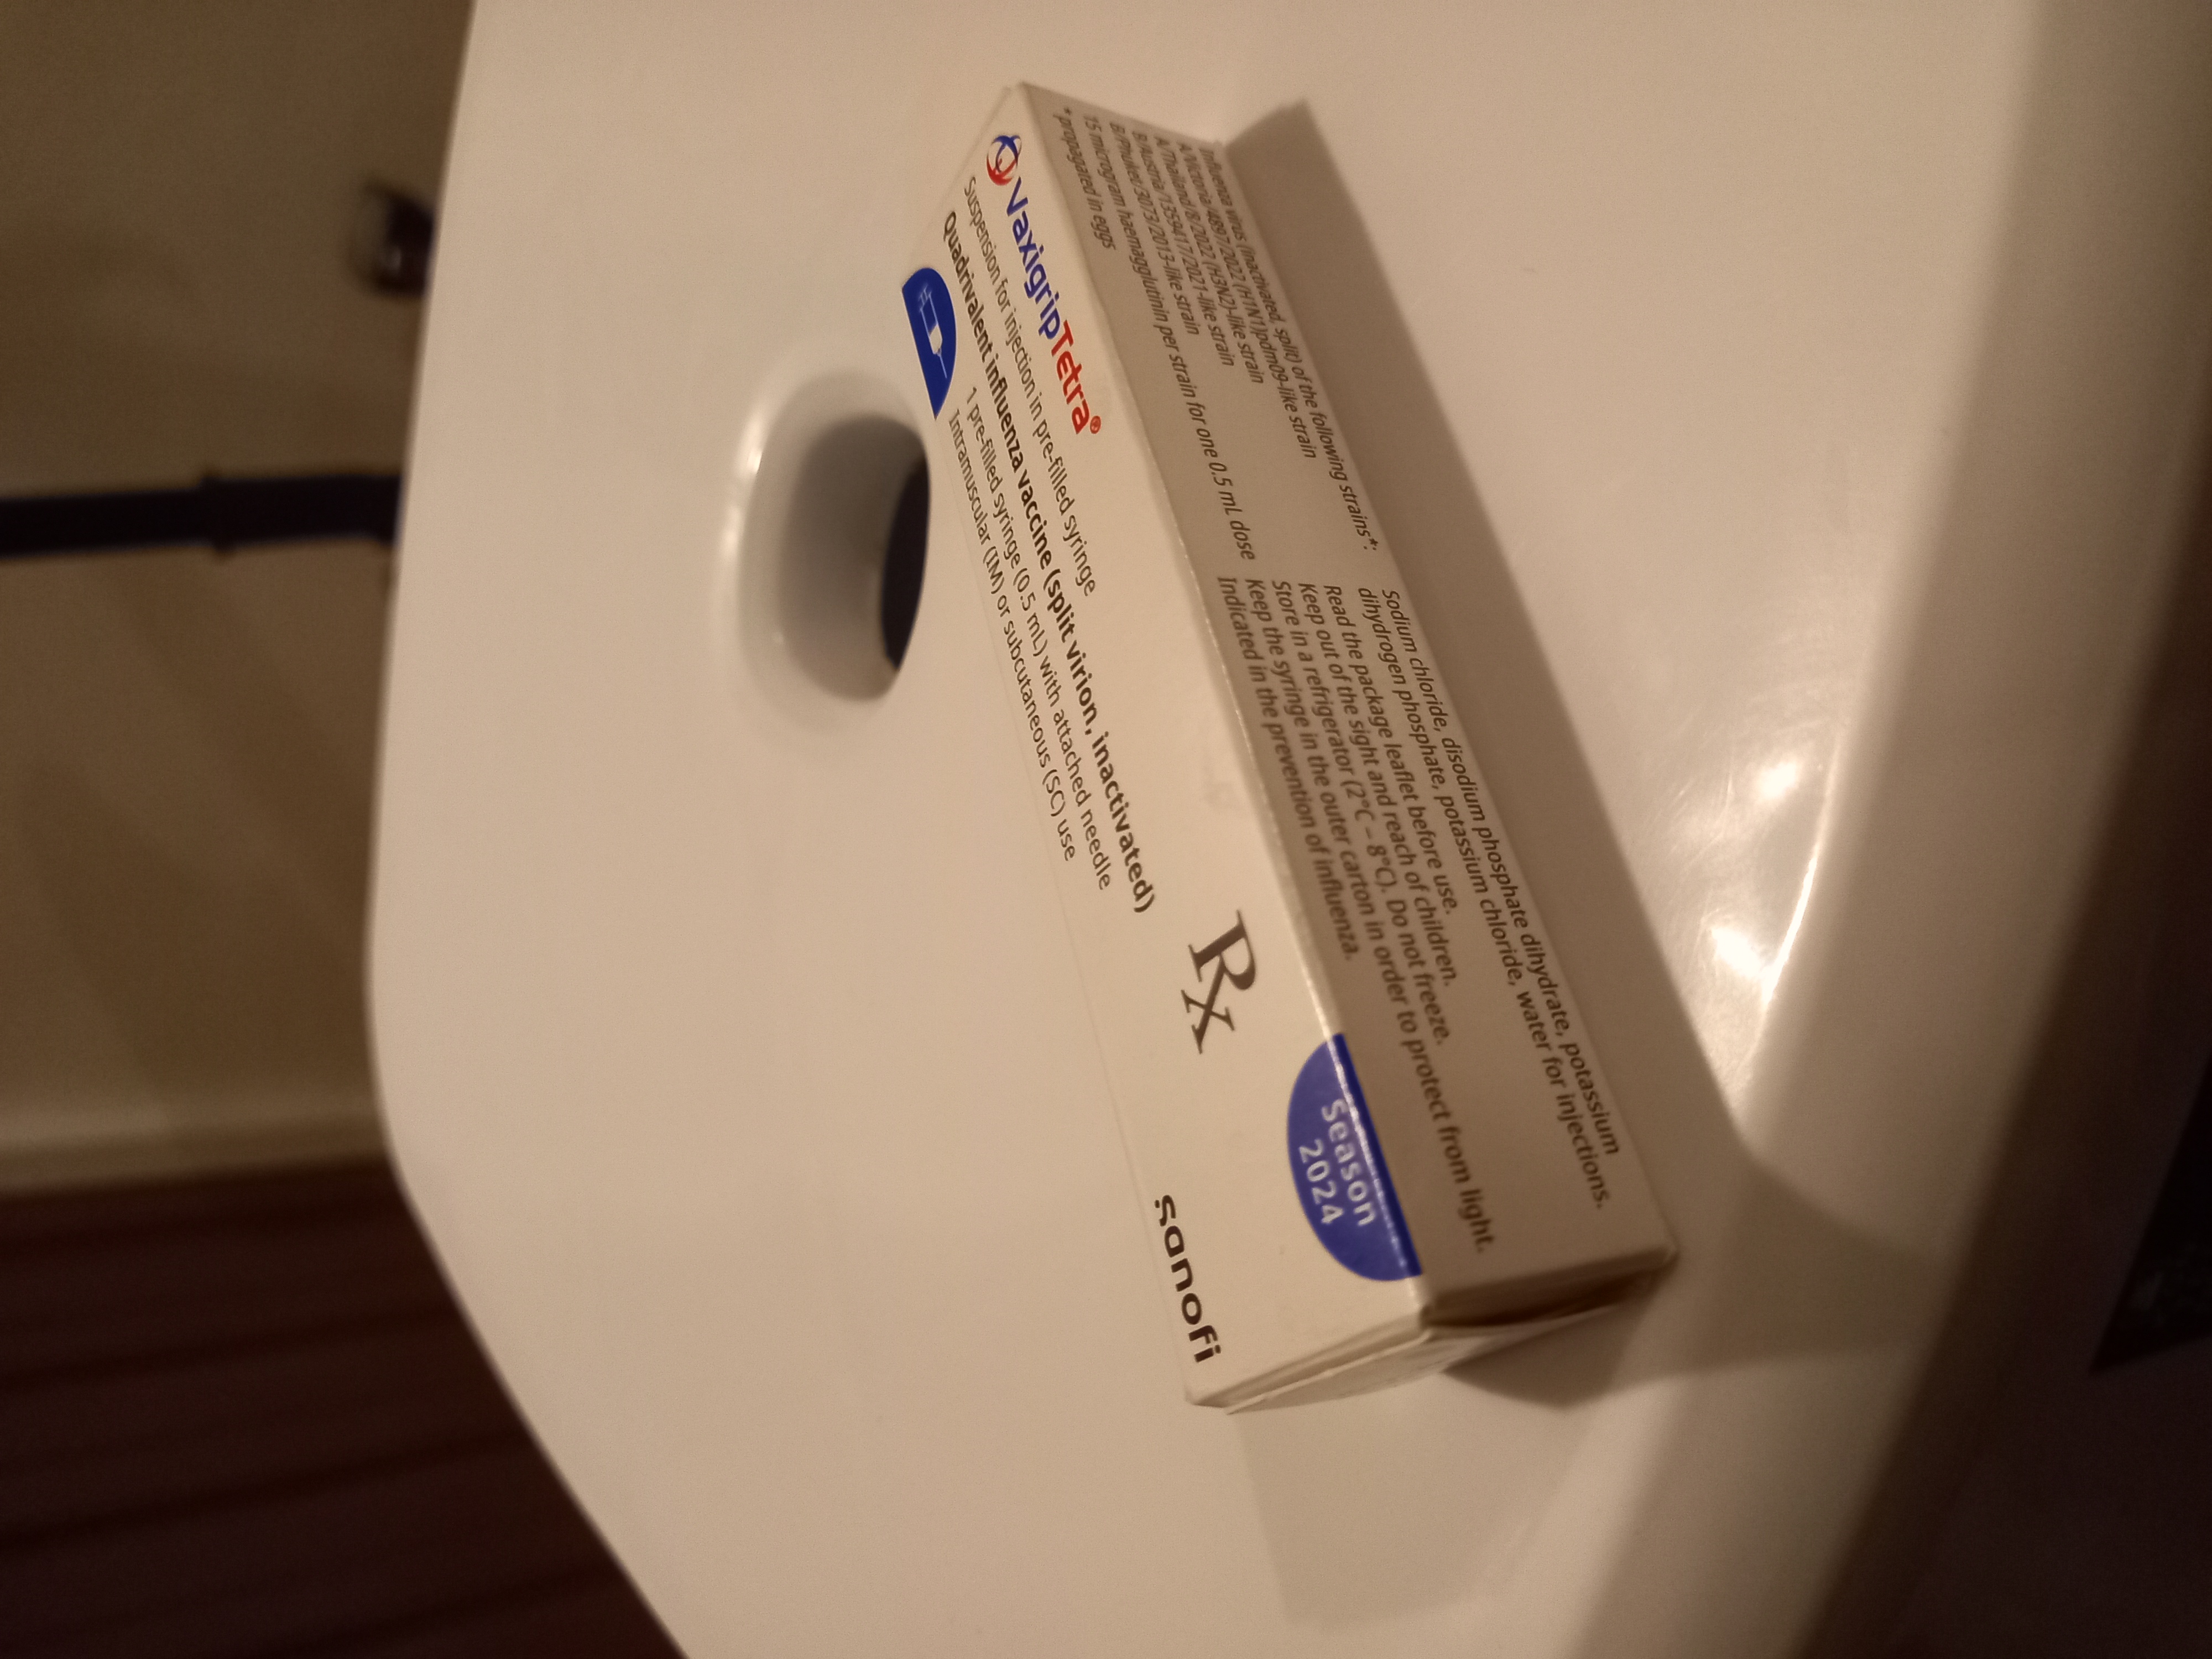 VaxigripTetra®
Suspension for injection in pre-filled syringe
Quadrivalent influenza vaccine (split virion, inactivated)
1 pre-filled syringe (0.5 mL) with attached needle
Intramuscular (IM) or subcutaneous (SC) use
Rx
sanofi
Season
2024
Influenza virus (inactivated, split) of the following strains*:
A/Victoria/4897/2022 (H1N1)pdm09-like strain
A/Thailand/8/2022 (H3N2)-like strain
B/Austria/1359417/2021-like strain
B/Phuket/3073/2013-like strain
15 microgram haemagglutinin per strain for one 0.5 mL dose
*propagated in eggs
Sodium chloride, disodium phosphate dihydrate, potassium
dihydrogen phosphate, potassium chloride, water for injections.
Read the package leaflet before use.
Keep out of the sight and reach of children.
Store in a refrigerator (2°C – 8°C). Do not freeze.
Keep the syringe in the outer carton in order to protect from light.
Indicated in the prevention of influenza.